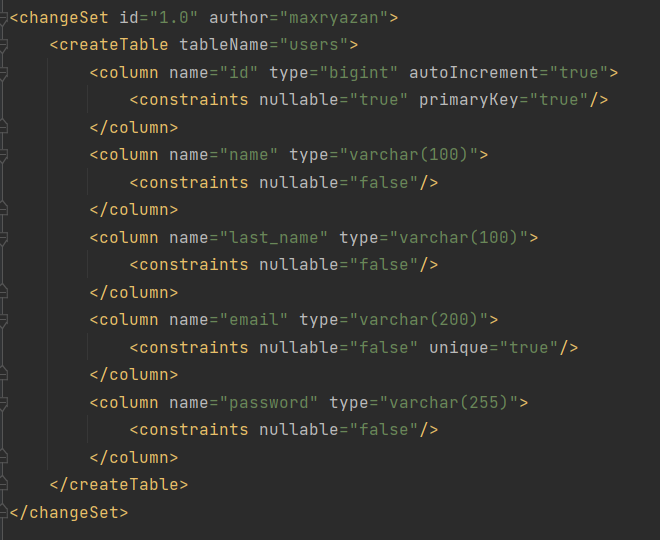 <changeSet id="1.0" author="maxryazan">
<createTable tableName="users">
<column name="id" type="bigint" autoIncrement="true">
<constraints nullable="true" primaryKey="true"/>
</column>
<column name="name" type="varchar(100)">
<constraints nullable="false"/>
</column>
<column name="last_name" type="varchar(100)">
<constraints nullable="false"/>
</column>
<column name="email" type="varchar(200)">
<constraints nullable="false" unique="true"/>
</column>
<column name="password" type="varchar(255)">
<constraints nullable="false"/>
</column>
</createTable>
</changeSet>